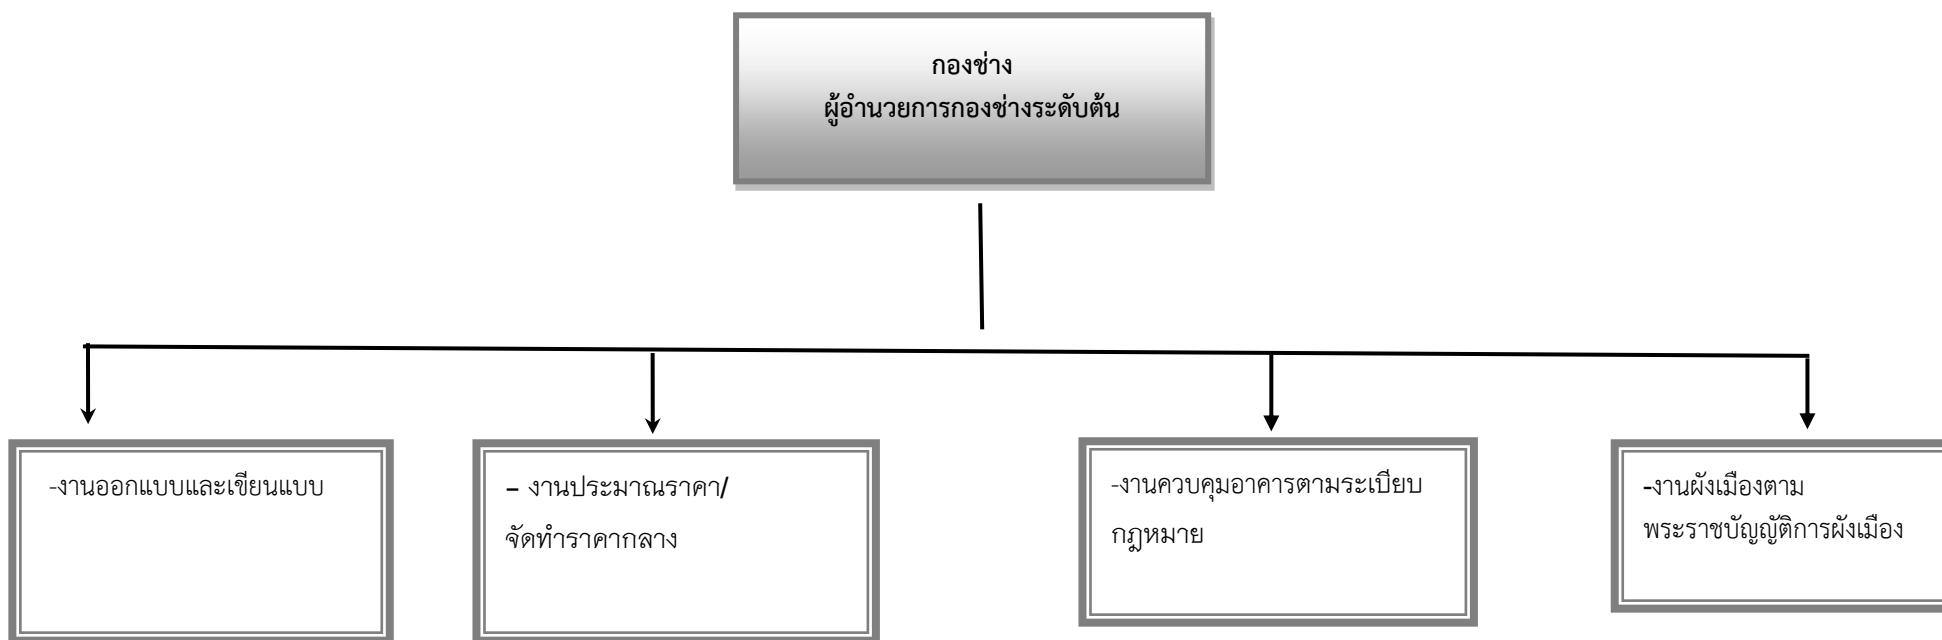 กองช่าง
ผู้อำนวยการกองช่างระดับต้น
-งานออกแบบและเขียนแบบ
– งานประมาณราคา/
จัดทำราคากลาง
-งานควบคุมอาคารตามระเบียบ
กฎหมาย
-งานผังเมืองตาม
พระราชบัญญัติการผังเมือง